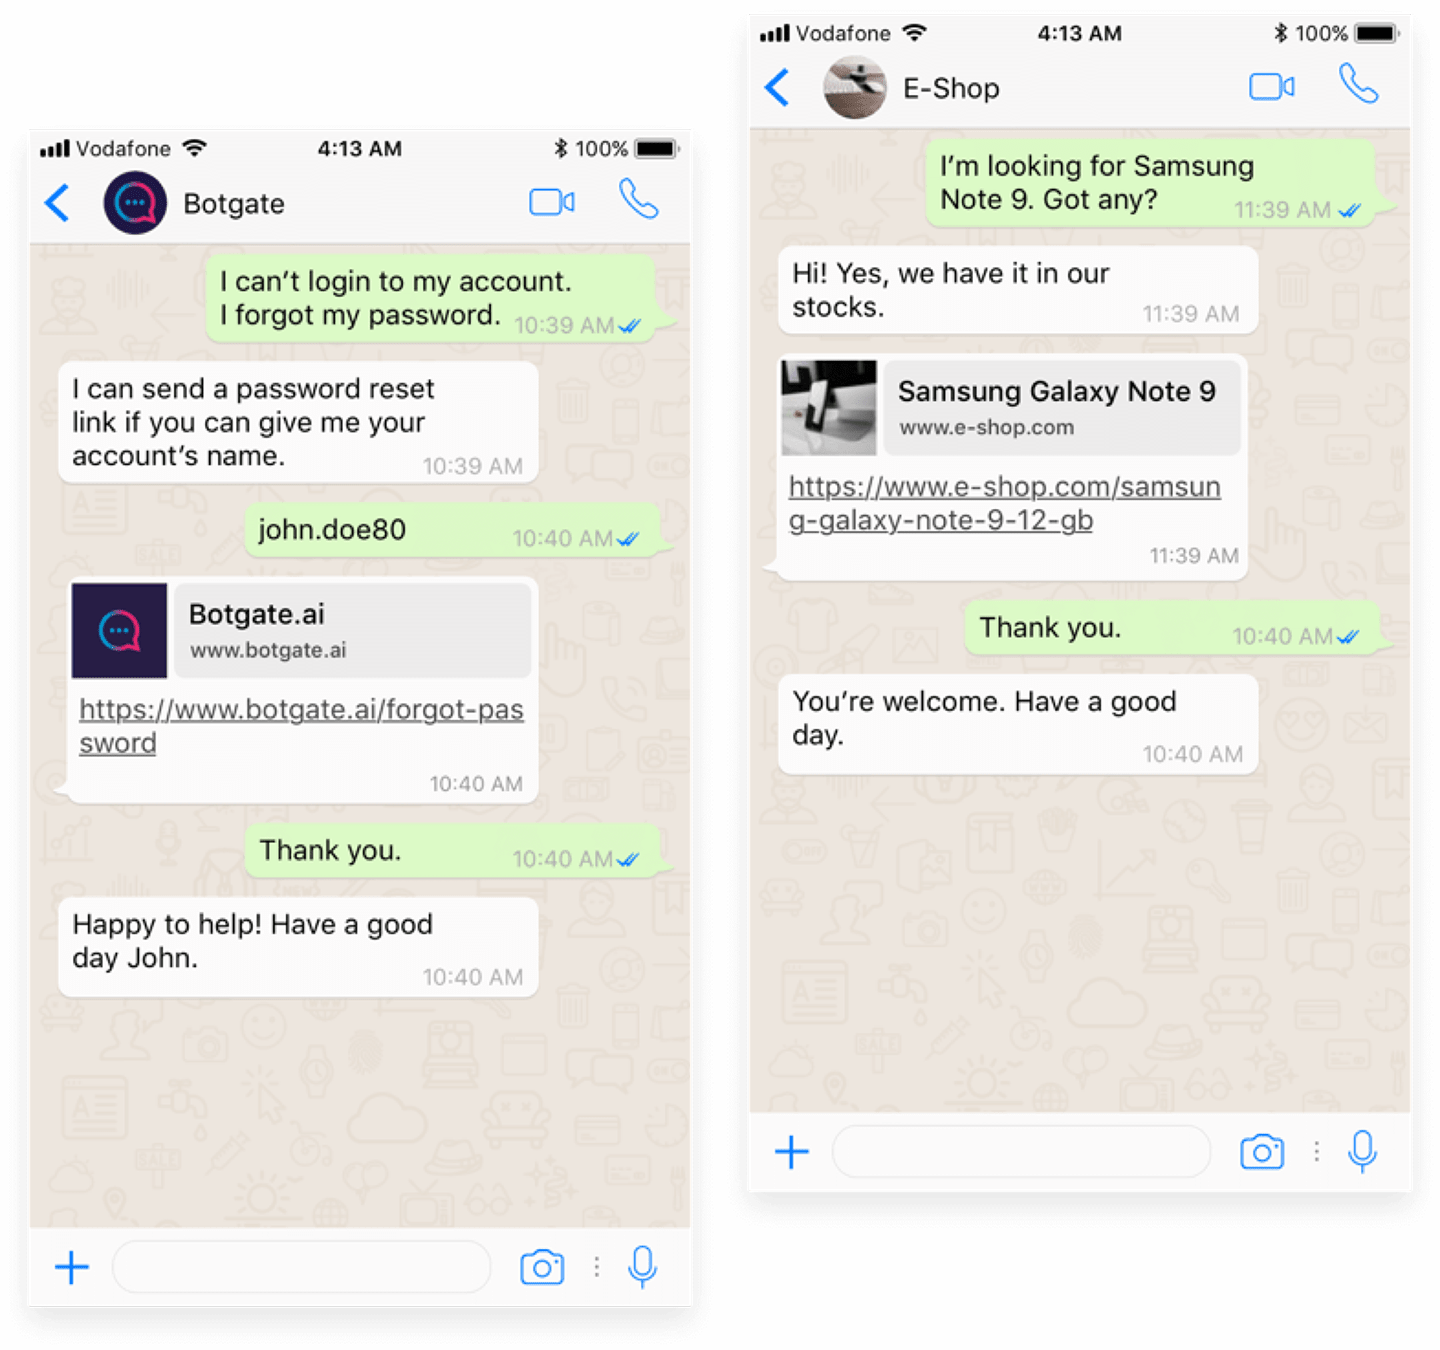 Vodafone 4:13 AM 100%
Botgate
I can’t login to my account.
I forgot my password. 10:39 AM
I can send a password reset
link if you can give me your
account’s name. 10:39 AM
john.doe80 10:40 AM
Botgate.ai
www.botgate.ai
https://www.botgate.ai/forgot-pas
sword
10:40 AM
Thank you. 10:40 AM
Happy to help! Have a good
day John. 10:40 AM
Vodafone 4:13 AM 100%
E-Shop
I’m looking for Samsung
Note 9. Got any? 11:39 AM
Hi! Yes, we have it in our
stocks. 11:39 AM
Samsung Galaxy Note 9
www.e-shop.com
https://www.e-shop.com/samsun
g-galaxy-note-9-12-gb
11:39 AM
Thank you. 10:40 AM
You’re welcome. Have a good
day. 10:40 AM